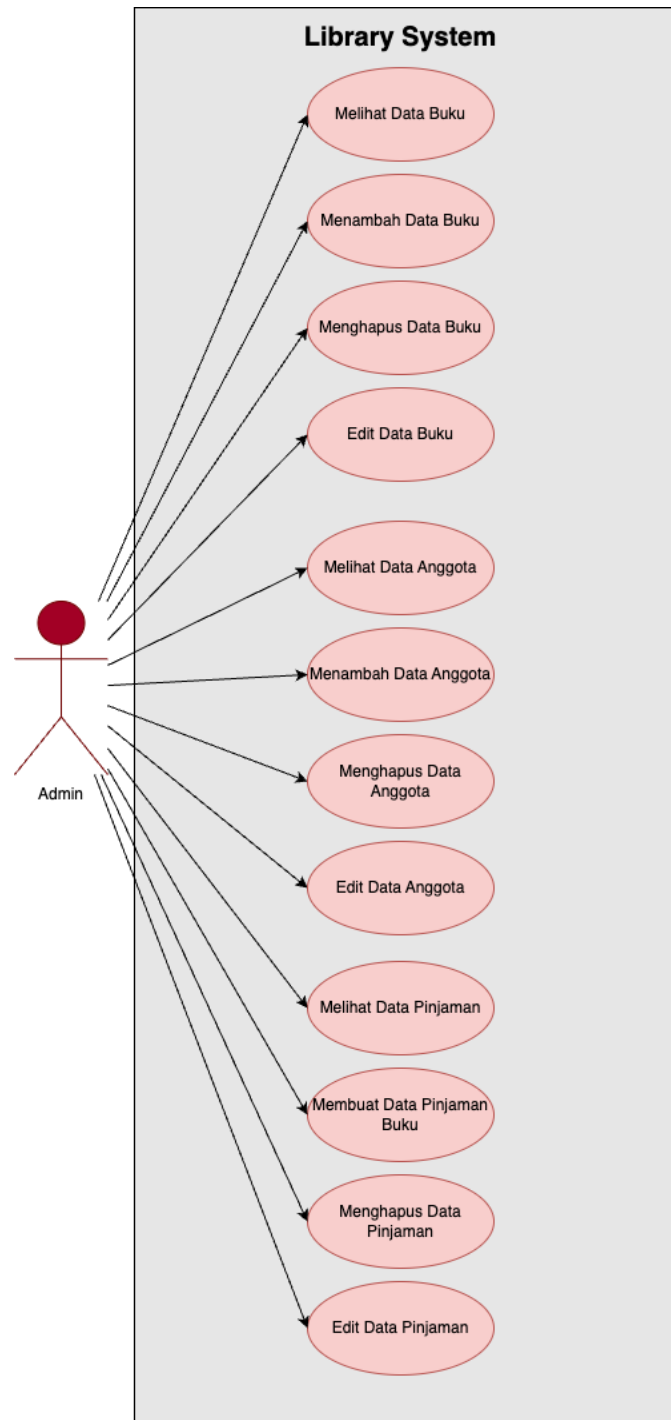 Library System
Melihat Data Buku
Menambah Data Buku
Menghapus Data Buku
Edit Data Buku
Melihat Data Anggota
Menambah Data Anggota
Menghapus Data
Anggota
Admin
Edit Data Anggota
Melihat Data Pinjaman
Membuat Data Pinjaman
Buku
Menghapus Data
Pinjaman
Edit Data Pinjaman